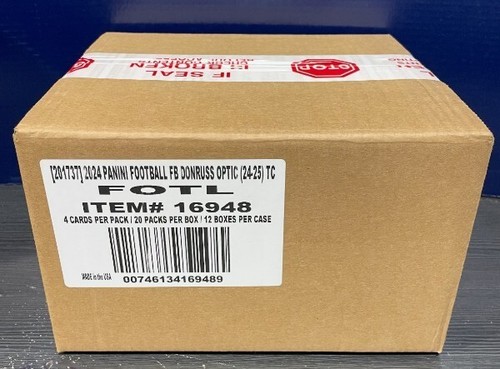 STOP
IF SEAL
IS BROKEN
[201737] 2024 PANINI FOOTBALL FB DONRUSS OPTIC (24-25) TC
FOTL
ITEM# 16948
4 CARDS PER PACK / 20 PACKS PER BOX / 12 BOXES PER CASE
MADE in the USA
00746134169489